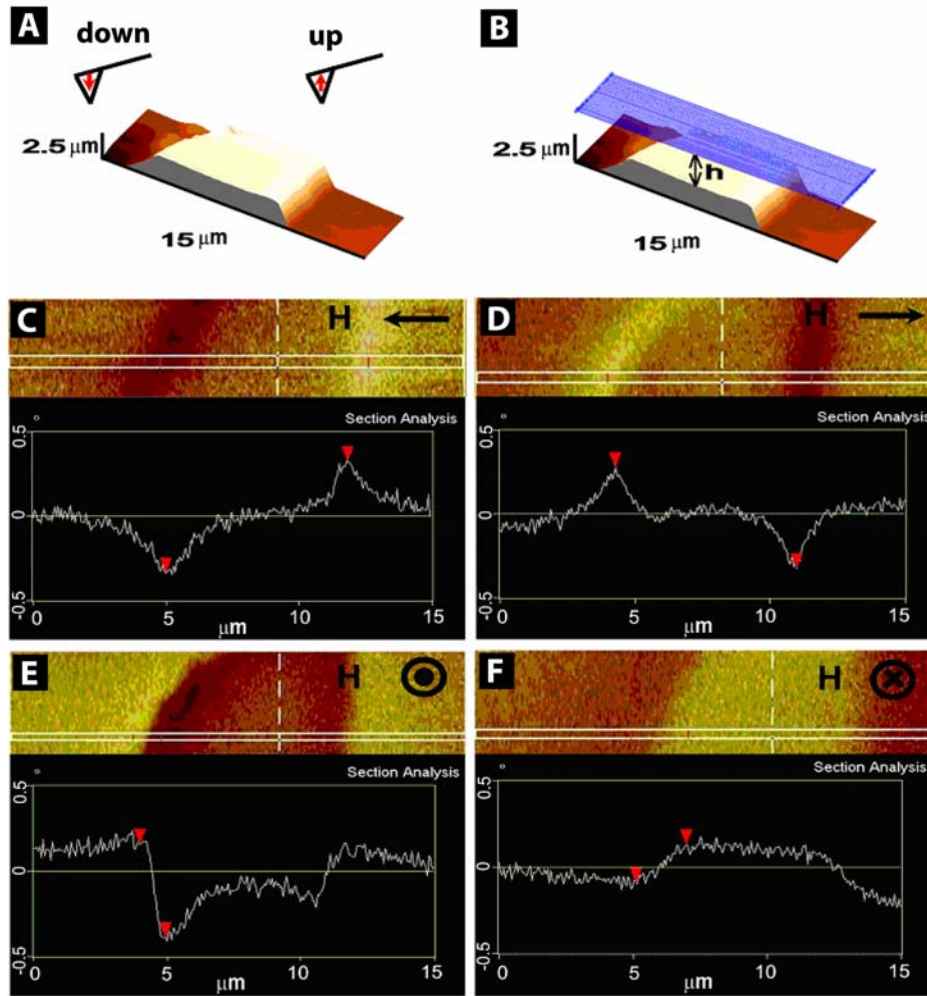 A
down
up
2.5 μm
15 μm
B
2.5 μm
h
15 μm
C
H
Section Analysis
0.5
0
-0.5
0
5
10
15
μm
D
H
Section Analysis
0.5
0
-0.5
0
5
10
15
μm
E
H
Section Analysis
0.5
0
-0.5
0
5
10
15
μm
F
H
Section Analysis
0.5
0
-0.5
0
5
10
15
μm